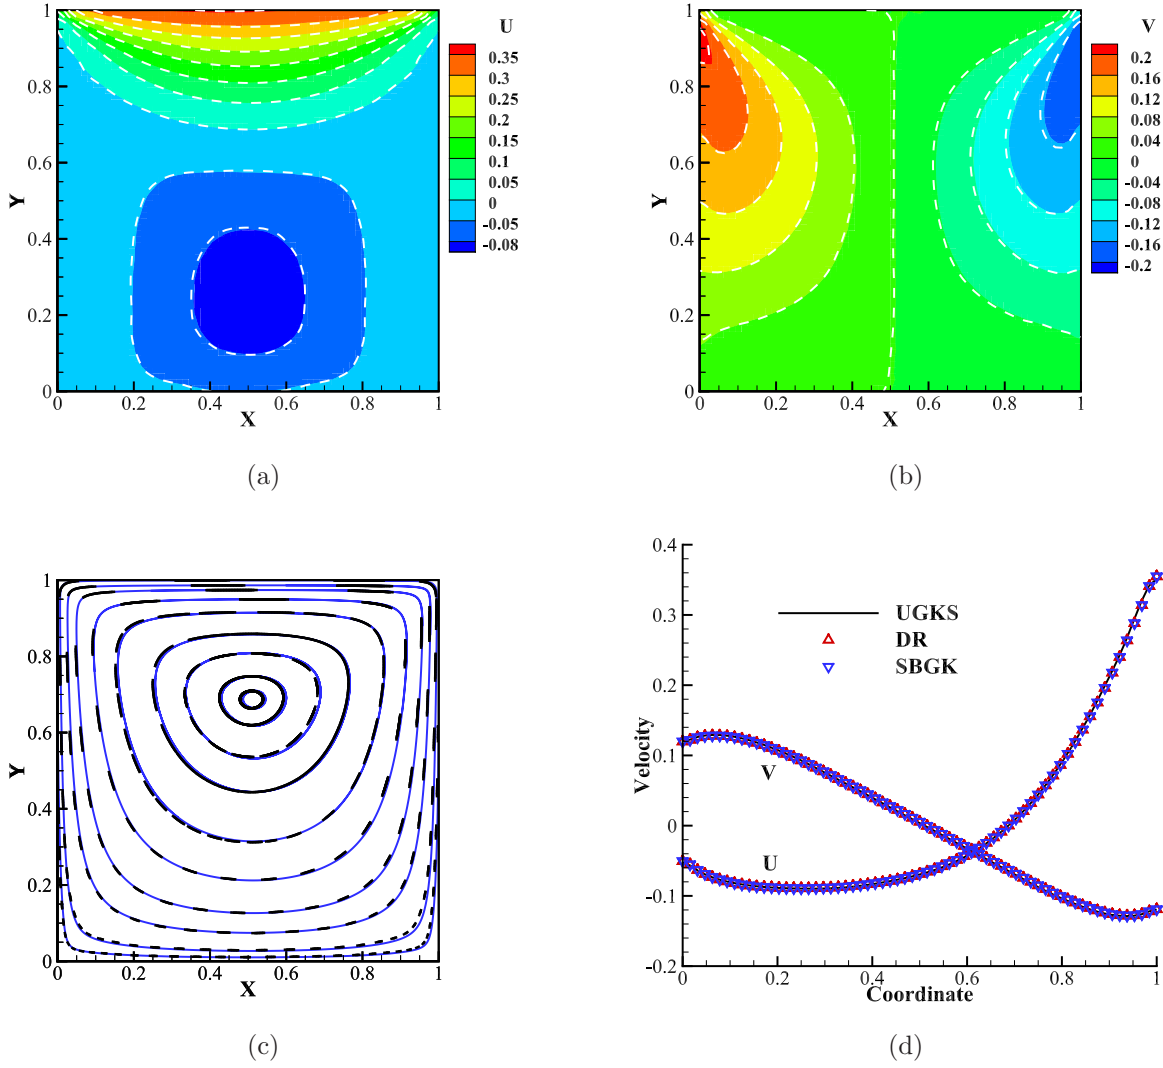 U
0.35
0.3
0.25
0.2
0.15
0.1
0.05
0
-0.05
-0.08
1
0.8
0.6
0.4
0.2
0
Y
0 0.2 0.4 0.6 0.8 1
X
(a)
V
0.2
0.16
0.12
0.08
0.04
0
-0.04
-0.08
-0.12
-0.16
-0.2
1
0.8
0.6
0.4
0.2
0
Y
0 0.2 0.4 0.6 0.8 1
X
(b)
1
0.8
0.6
0.4
0.2
0
Y
0 0.2 0.4 0.6 0.8 1
X
(c)
0.4
0.3
0.2
0.1
0
-0.1
-0.2
Velocity
UGKS
DR
SBGK
V
U
0 0.2 0.4 0.6 0.8 1
Coordinate
(d)